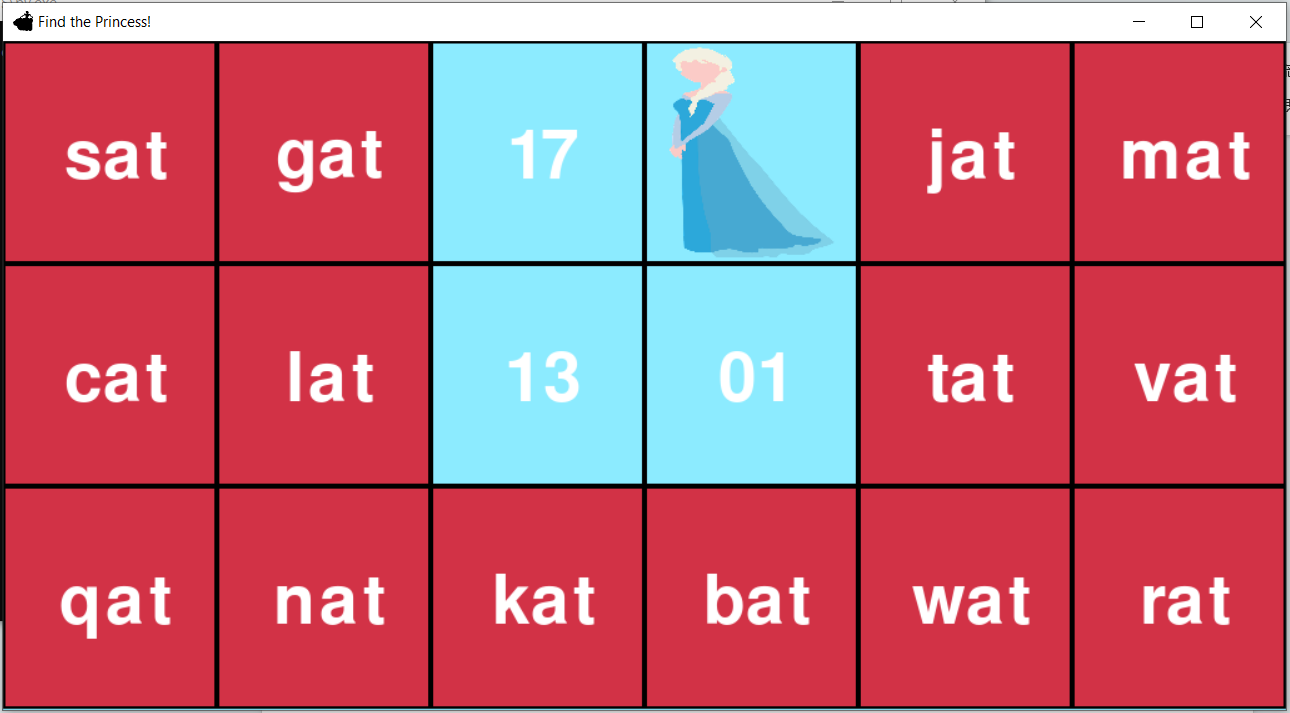 Find the Princess!
sat gat 17 jat mat
cat lat 13 01 tat vat
qat nat kat bat wat rat